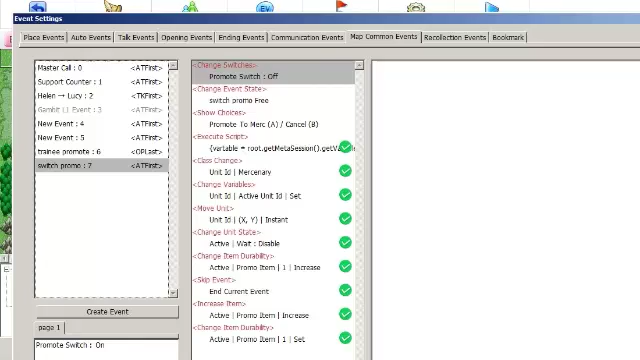 Event Settings
Place Events
Auto Events
Talk Events
Opening Events
Ending Events
Communication Events
Map Common Events
Recollection Events
Bookmark
Master Call : 0 <ATFirst>
Support Counter : 1 <ATFirst>
Helen → Lucy : 2 <TKFirst>
Gambit L1 Event : 3 <ATFirst>
New Event : 4 <ATFirst>
New Event : 5 <ATFirst>
trainee promote : 6 <OPLast>
switch promo : 7 <ATFirst>
Create Event
page 1
Promote Switch : On
<Change Switches>
Promote Switch : Off
<Change Event State>
switch promo Free
<Show Choices>
Promote To Merc (A) / Cancel (B)
<Execute Script>
{vartable = root.getMetaSession().getVariable
<Class Change>
Unit Id | Mercenary
<Change Variables>
Unit Id | Active Unit Id | Set
<Move Unit>
Unit Id | (X, Y) | Instant
<Change Unit State>
Active | Wait : Disable
<Change Item Durability>
Active | Promo Item | 1 | Increase
<Skip Event>
End Current Event
<Increase Item>
Active | Promo Item | Increase
<Change Item Durability>
Active | Promo Item | 1 | Set